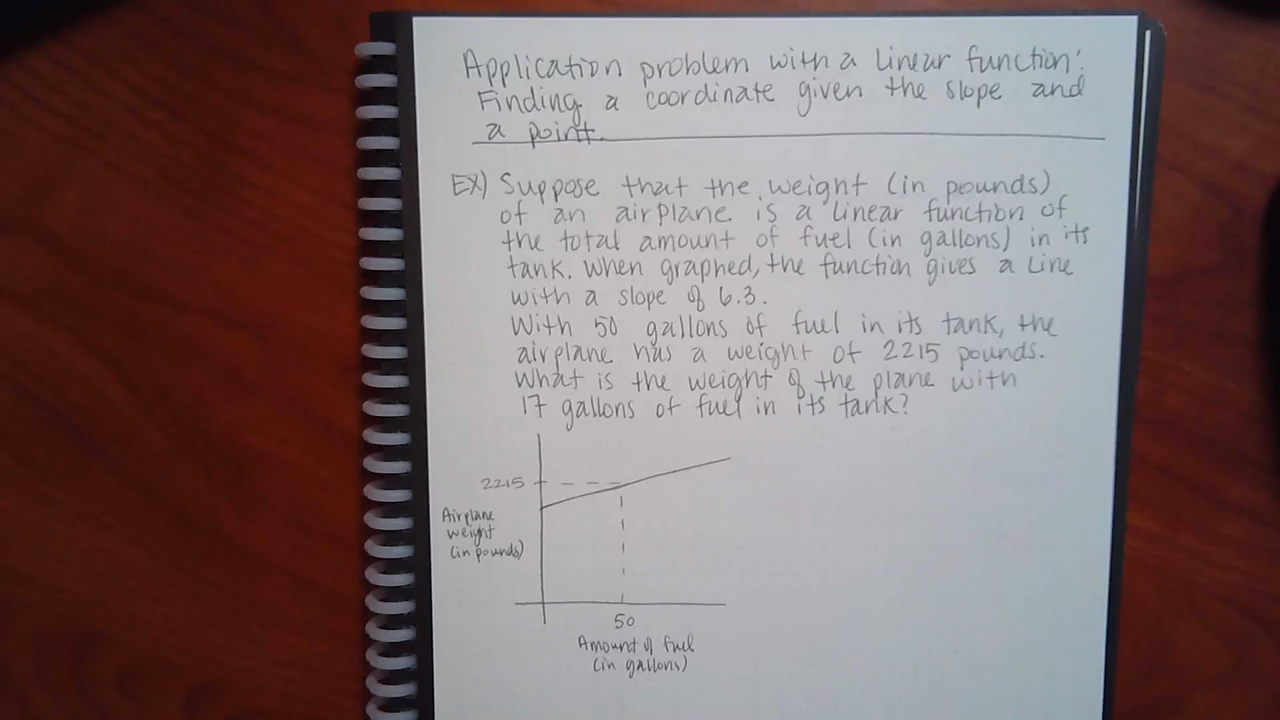 Application problem with a linear function:
Finding a coordinate given the slope and
a point.
EX) Suppose that the weight (in pounds)
of an airplane is a linear function of
the total amount of fuel (in gallons) in its
tank. When graphed, the function gives a line
with a slope of 6.3.
With 50 gallons of fuel in its tank, the
airplane has a weight of 2215 pounds.
What is the weight of the plane with
17 gallons of fuel in its tank?
2215
Airplane
weight
(in pounds)
50
Amount of fuel
(in gallons)